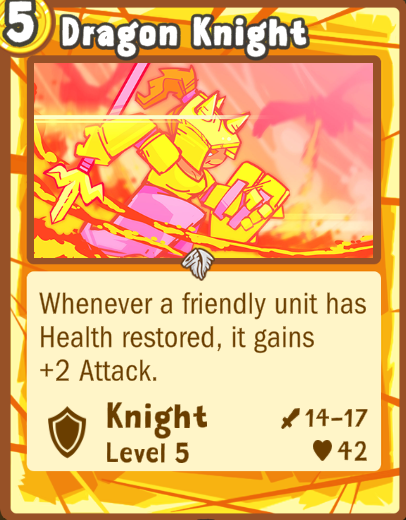 5 Dragon Knight
Whenever a friendly unit has
Health restored, it gains
+2 Attack.
Knight 14–17
Level 5 42